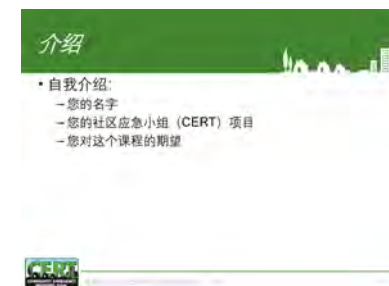 介绍
• 自我介绍:
– 您的名字
– 您的社区应急小组（CERT）项目
– 您对这个课程的期望
CERT